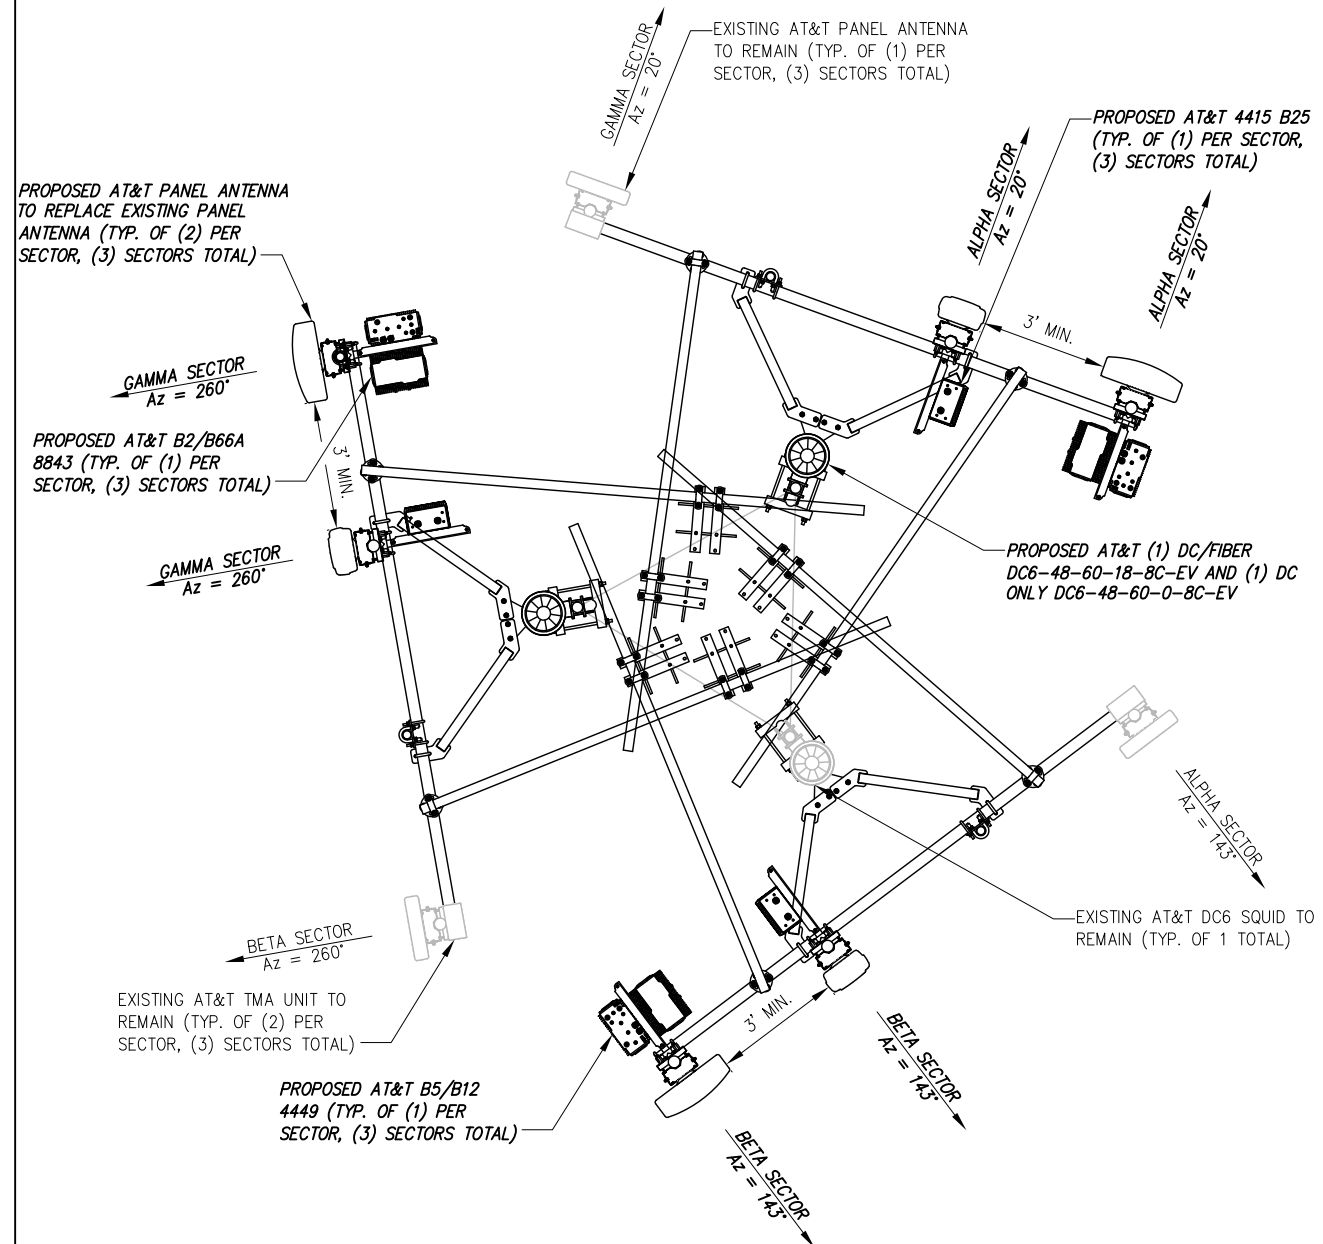 GAMMA SECTOR
Az = 20°
EXISTING AT&T PANEL ANTENNA
TO REMAIN (TYP. OF (1) PER
SECTOR, (3) SECTORS TOTAL)
PROPOSED AT&T 4415 B25
(TYP. OF (1) PER SECTOR,
(3) SECTORS TOTAL)
ALPHA SECTOR
Az = 20°
ALPHA SECTOR
Az = 20°
PROPOSED AT&T PANEL ANTENNA
TO REPLACE EXISTING PANEL
ANTENNA (TYP. OF (2) PER
SECTOR, (3) SECTORS TOTAL)
3' MIN.
GAMMA SECTOR
Az = 260°
PROPOSED AT&T B2/B66A
8843 (TYP. OF (1) PER
SECTOR, (3) SECTORS TOTAL)
3' MIN.
GAMMA SECTOR
Az = 260°
PROPOSED AT&T (1) DC/FIBER
DC6-48-60-18-8C-EV AND (1) DC
ONLY DC6-48-60-0-8C-EV
ALPHA SECTOR
Az = 143°
EXISTING AT&T DC6 SQUID TO
REMAIN (TYP. OF 1 TOTAL)
BETA SECTOR
Az = 260°
EXISTING AT&T TMA UNIT TO
REMAIN (TYP. OF (2) PER
SECTOR, (3) SECTORS TOTAL)
3' MIN.
BETA SECTOR
Az = 143°
PROPOSED AT&T B5/B12
4449 (TYP. OF (1) PER
SECTOR, (3) SECTORS TOTAL)
BETA SECTOR
Az = 143°